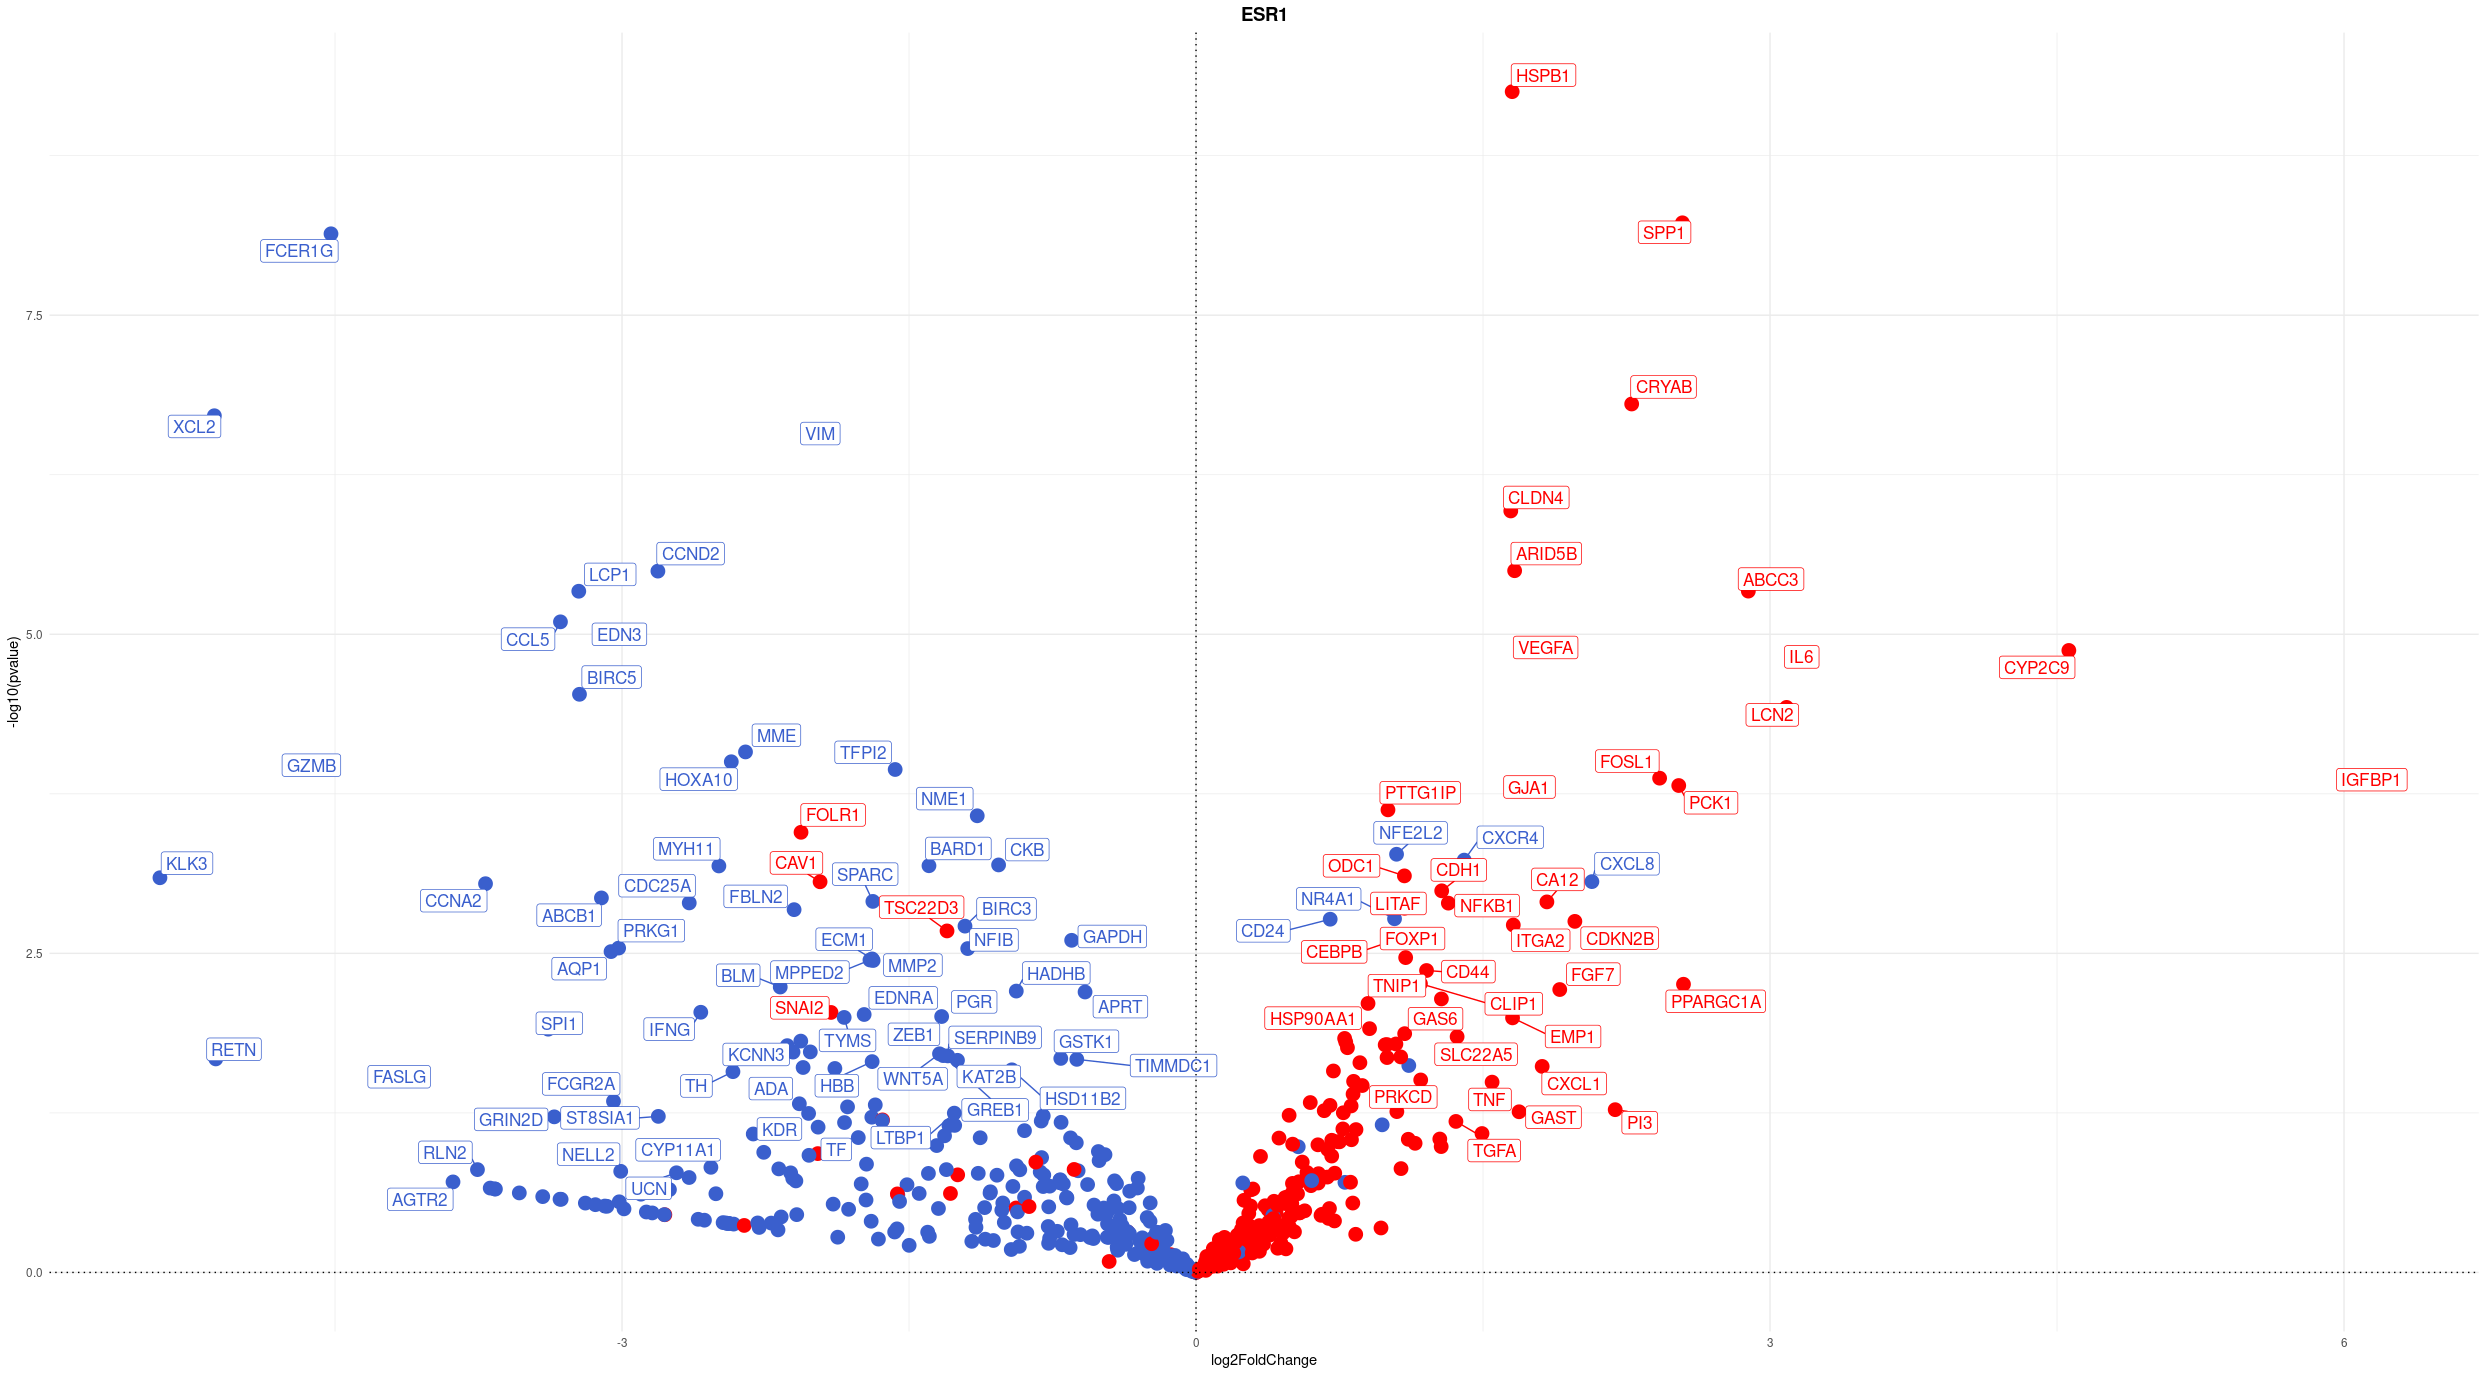 ESR1
HSPB1
SPP1
FCER1G
7.5
CRYAB
XCL2
VIM
CLDN4
CCND2
ARID5B
LCP1
ABCC3
5.0
EDN3
CCL5
VEGFA
IL6
CYP2C9
BIRC5
-log10(pvalue)
LCN2
MME
TFPI2
FOSL1
GZMB
HOXA10
IGFBP1
GJA1
PTTG1IP
NME1
PCK1
FOLR1
NFE2L2
CXCR4
MYH11
BARD1
CKB
KLK3
CAV1
CXCL8
ODC1
CDH1
SPARC
CA12
CDC25A
FBLN2
NR4A1
CCNA2
LITAF
NFKB1
TSC22D3
BIRC3
ABCB1
PRKG1
CD24
GAPDH
ECM1
NFIB
FOXP1
ITGA2
CDKN2B
2.5
CEBPB
MMP2
AQP1
MPPED2
BLM
CD44
HADHB
FGF7
TNIP1
EDNRA
PGR
PPARGC1A
CLIP1
APRT
SNAI2
HSP90AA1
GAS6
SPI1
IFNG
ZEB1
SERPINB9
EMP1
TYMS
GSTK1
RETN
KCNN3
SLC22A5
TIMMDC1
FASLG
WNT5A
KAT2B
FCGR2A
TH
ADA
HBB
CXCL1
PRKCD
HSD11B2
TNF
GREB1
GRIN2D
ST8SIA1
GAST
PI3
KDR
LTBP1
TF
CYP11A1
TGFA
RLN2
NELL2
UCN
AGTR2
0.0
-3
0
3
6
log2FoldChange